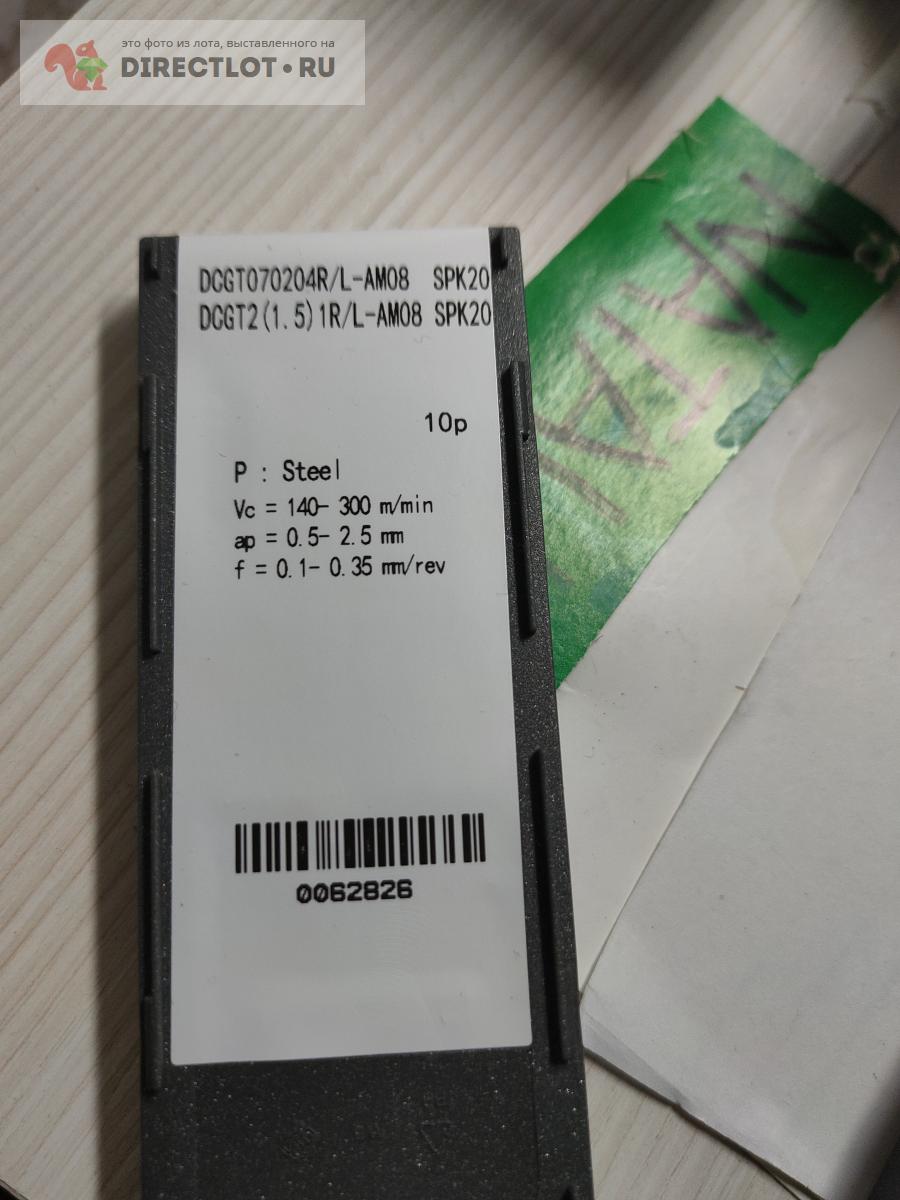 это фото из лота, выставленного на
DIRECTLOT•RU
DCGT070204R/L-AM08 SPK20
DCGT2(1.5)1R/L-AM08 SPK20
10p
P : Steel
Vc = 140- 300 m/min
ap = 0.5- 2.5 mm
f = 0.1- 0.35 mm/rev
0062826